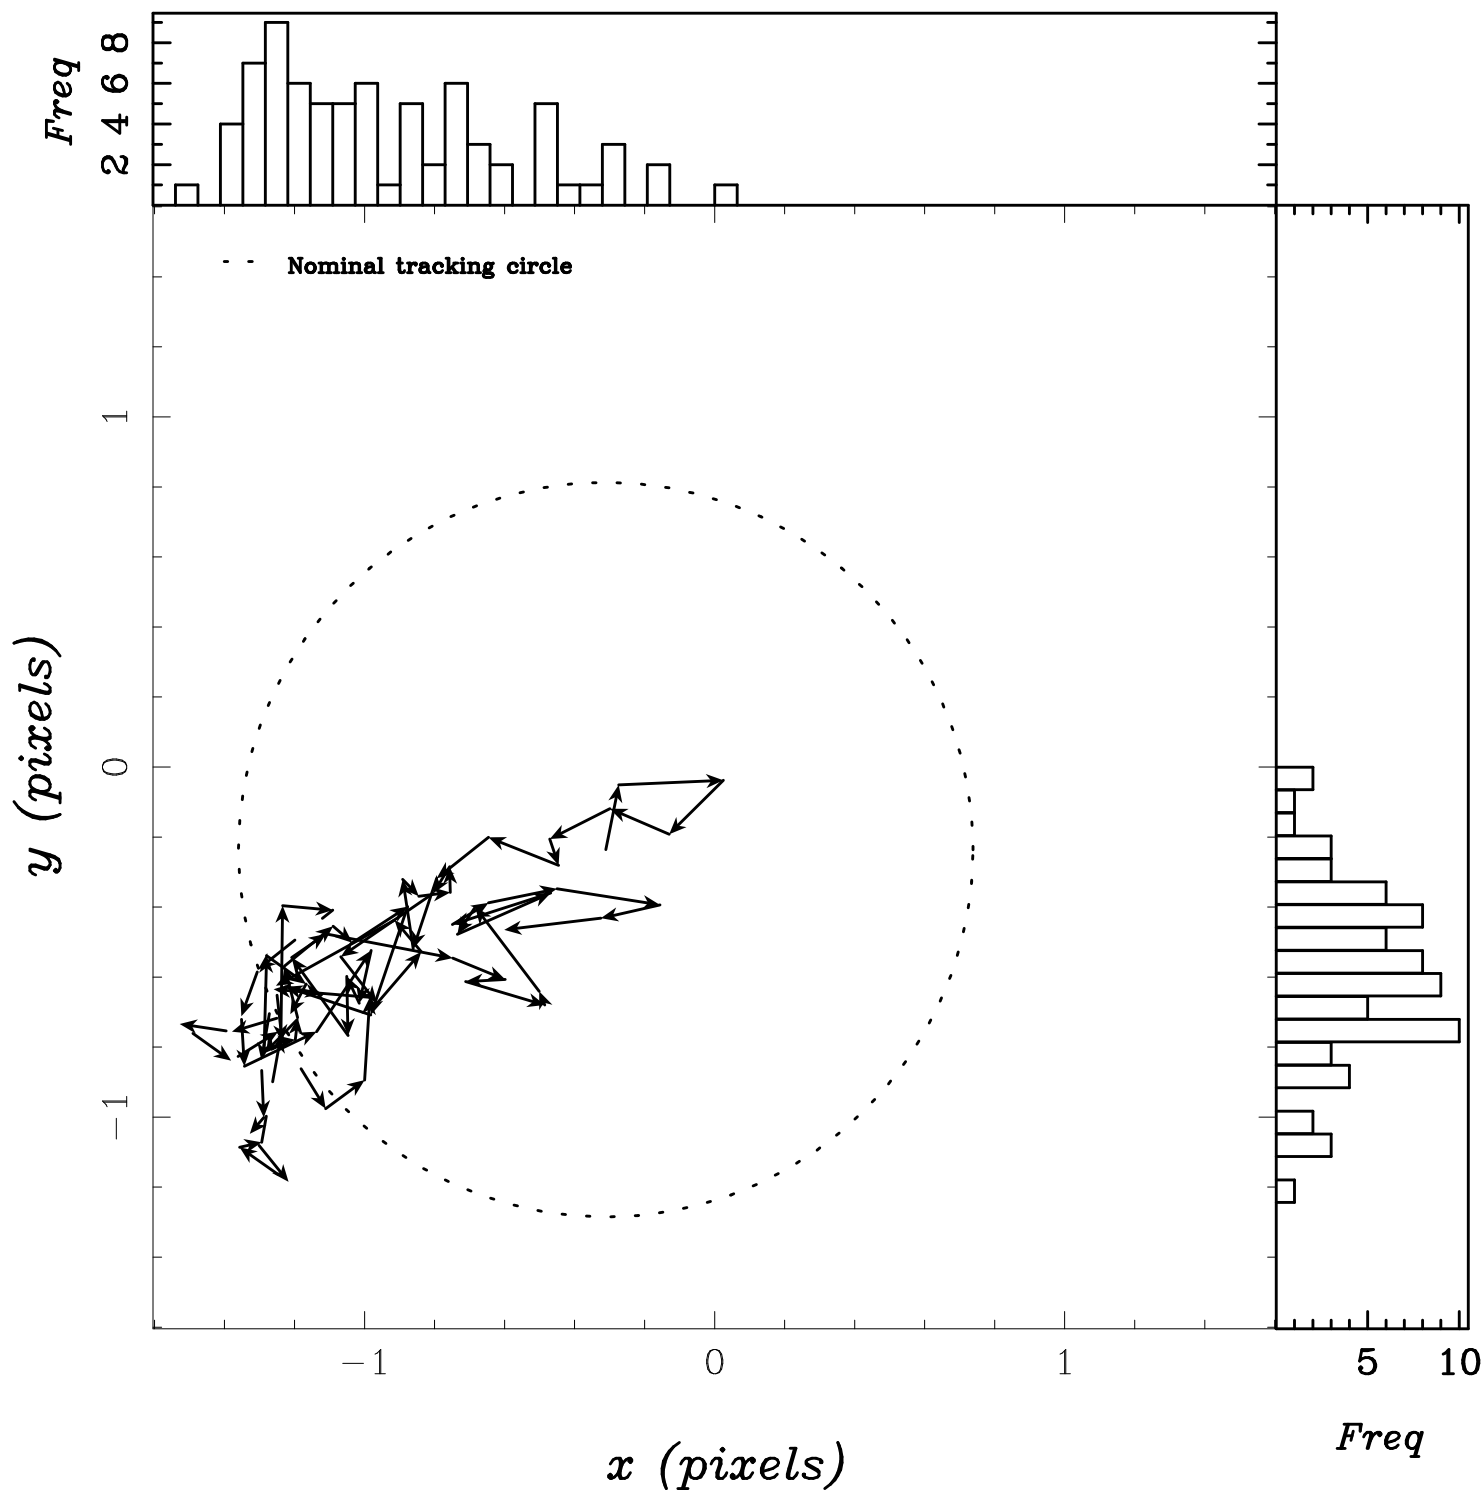 Freq
2 4 6 8
Nominal tracking circle
y (pixels)
1
0
−1
−1 0 1
x (pixels)
5 10
Freq